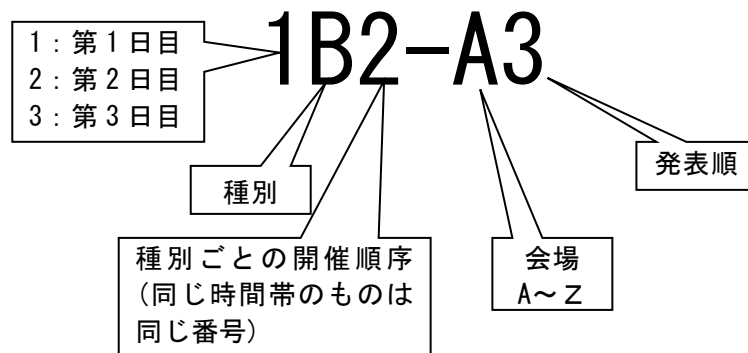 1B2-A3
1：第1日目
2：第2日目
3：第3日目
種別
発表順
種別ごとの開催順序
(同じ時間帯のものは
同じ番号)
会場
A～Z